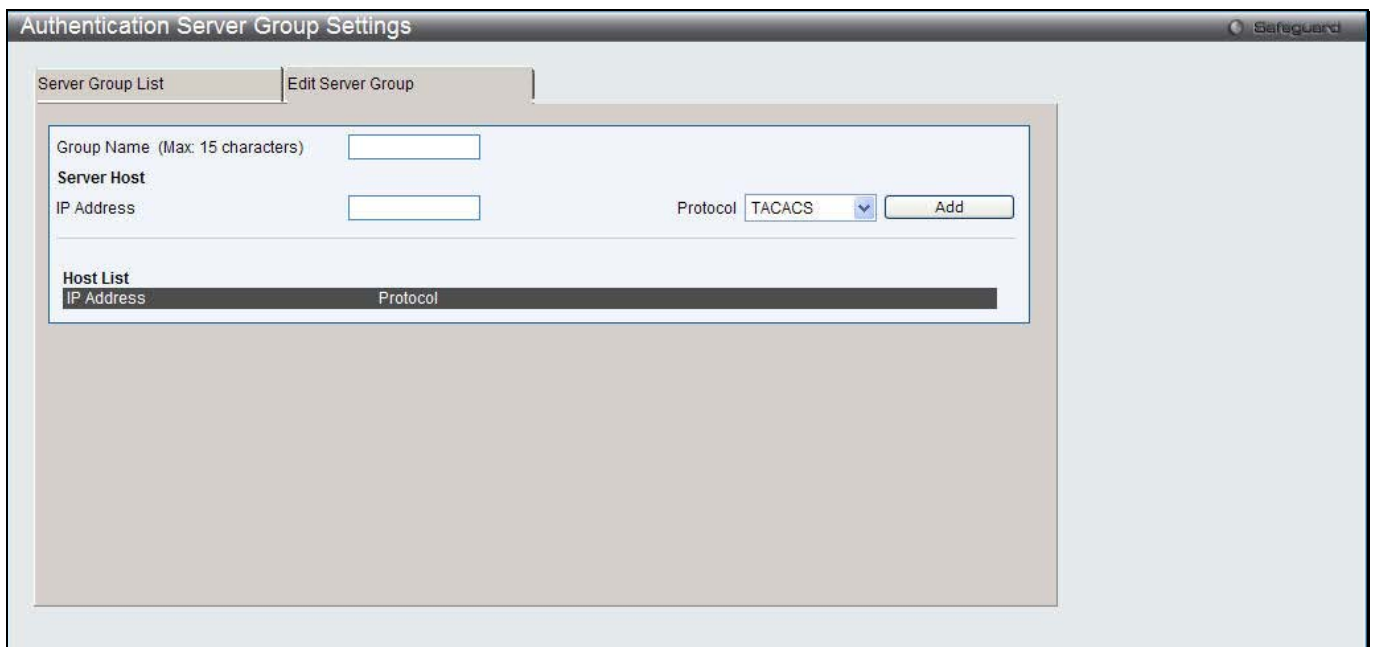 Authentication Server Group Settings
Safeguard
Server Group List
Edit Server Group
Group Name (Max: 15 characters)
Server Host
IP Address
Protocol TACACS Add
Host List
IP Address Protocol